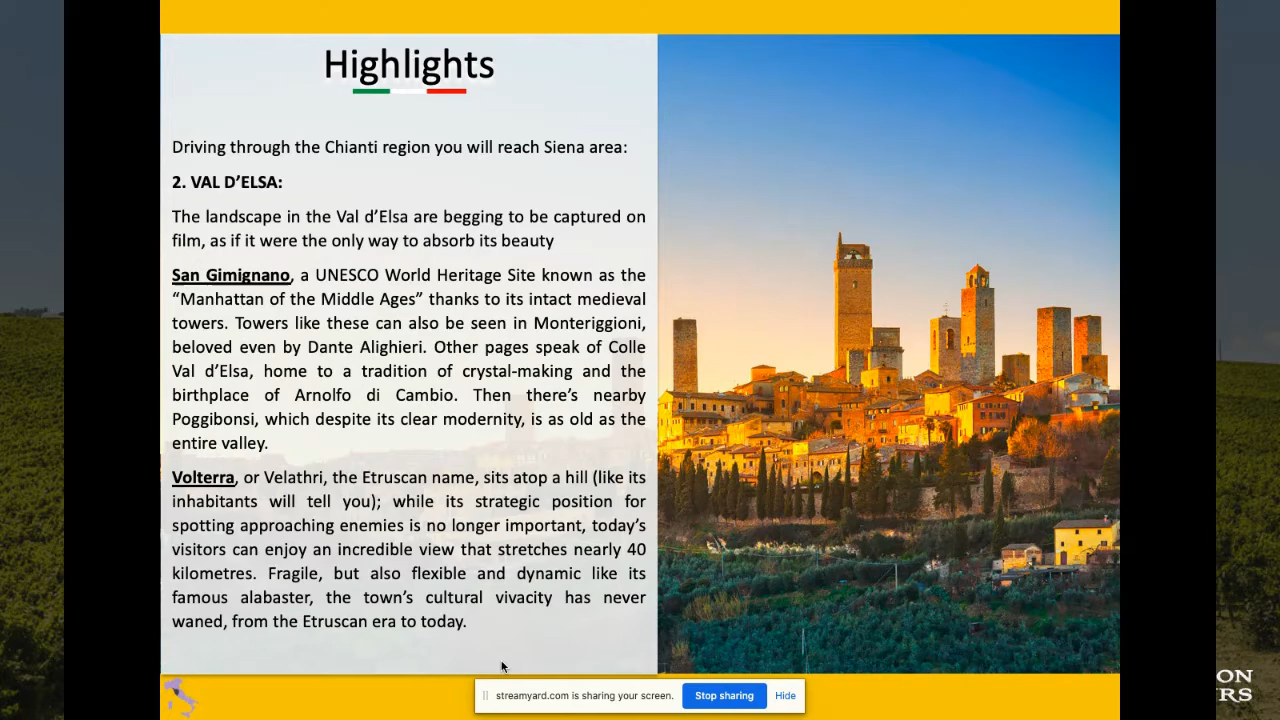 Highlights
Driving through the Chianti region you will reach Siena area:
2. VAL D’ELSA:
The landscape in the Val d’Elsa are begging to be captured on
film, as if it were the only way to absorb its beauty
San Gimignano, a UNESCO World Heritage Site known as the
“Manhattan of the Middle Ages” thanks to its intact medieval
towers. Towers like these can also be seen in Monteriggioni,
beloved even by Dante Alighieri. Other pages speak of Colle
Val d’Elsa, home to a tradition of crystal-making and the
birthplace of Arnolfo di Cambio. Then there’s nearby
Poggibonsi, which despite its clear modernity, is as old as the
entire valley.
Volterra, or Velathri, the Etruscan name, sits atop a hill (like its
inhabitants will tell you); while its strategic position for
spotting approaching enemies is no longer important, today’s
visitors can enjoy an incredible view that stretches nearly 40
kilometres. Fragile, but also flexible and dynamic like its
famous alabaster, the town’s cultural vivacity has never
waned, from the Etruscan era to today.
streamyard.com is sharing your screen.
Stop sharing
Hide
ON
RS